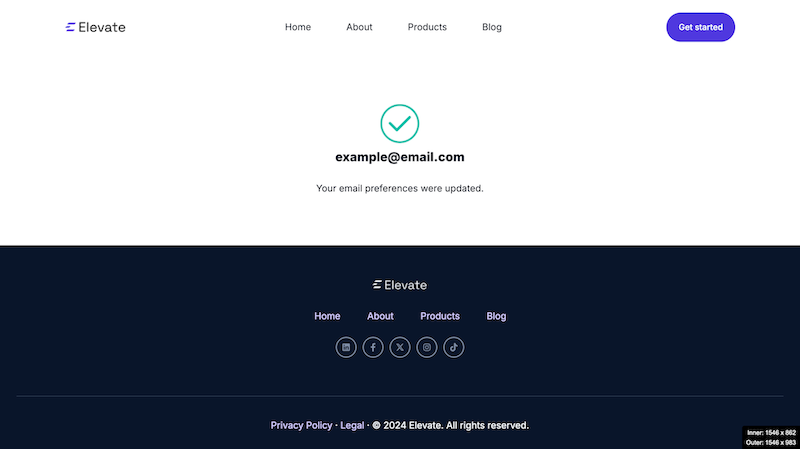 Elevate
Home About Products Blog
Get started
example@email.com
Your email preferences were updated.
Elevate
Home About Products Blog
Privacy Policy · Legal · © 2024 Elevate. All rights reserved.
Inner: 1546 x 862
Outer: 1546 x 983